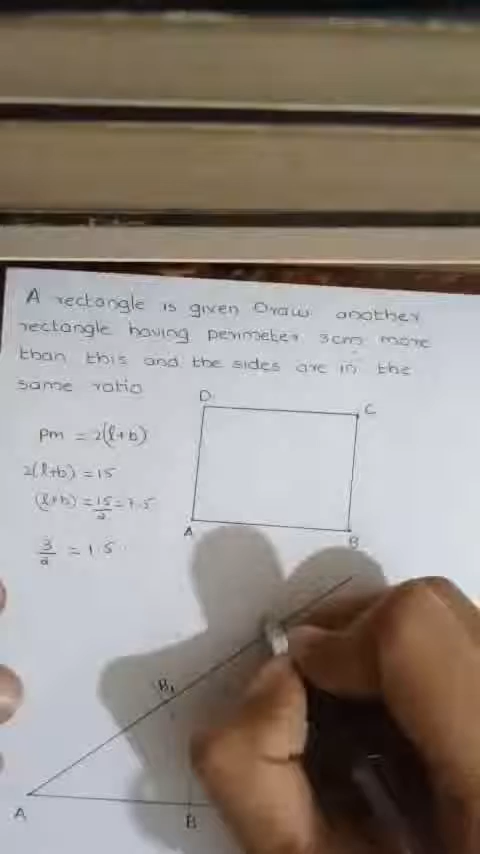 A rectangle is given Draw another
rectangle having perimeter 3cm more
than this and the sides are in the
same ratio
D
C
pm = 2(l+b)
2(l+b) = 15
(l+b) = 15/2 = 7.5
A
B
3/2 = 1.5
B1
A
B